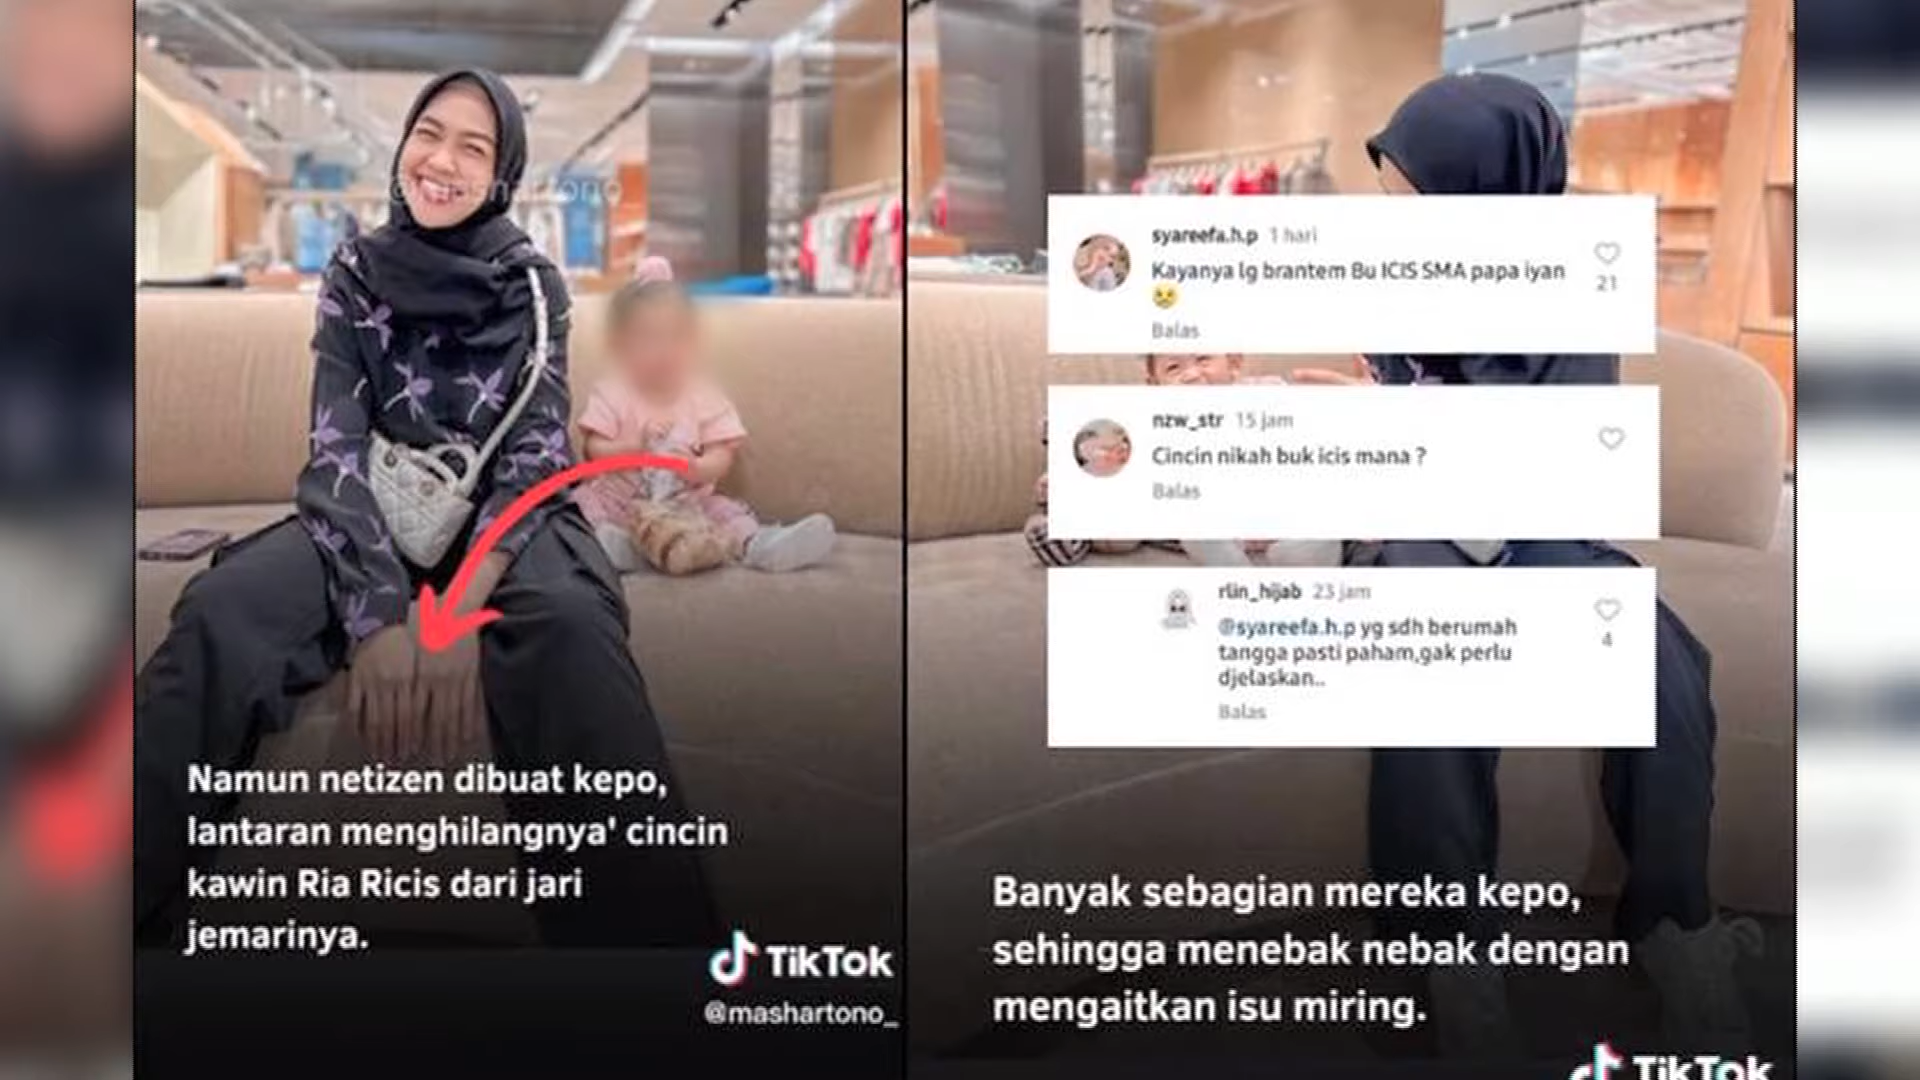 @mashartono
Namun netizen dibuat kepo,
lantaran menghilangnya' cincin
kawin Ria Ricis dari jari
jemarinya.
TikTok
@mashartono_
syareefa.h.p 1 hari
Kayanya lg brantem Bu ICIS SMA papa iyan
😢
21
Balas
nzw_str 15 jam
Cincin nikah buk icis mana ?
Balas
rlin_hijab 23 jam
@syareefa.h.p yg sdh berumah
tangga pasti paham,gak perlu
djelaskan..
4
Balas
Banyak sebagian mereka kepo,
sehingga menebak nebak dengan
mengaitkan isu miring.
TikTok